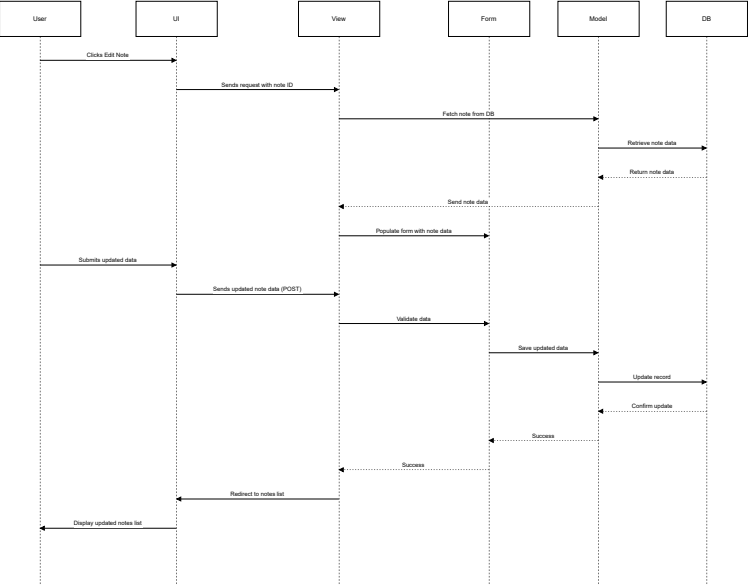 User
UI
View
Form
Model
DB
Clicks Edit Note
Sends request with note ID
Fetch note from DB
Retrieve note data
Return note data
Send note data
Populate form with note data
Submits updated data
Sends updated note data (POST)
Validate data
Save updated data
Update record
Confirm update
Success
Success
Redirect to notes list
Display updated notes list